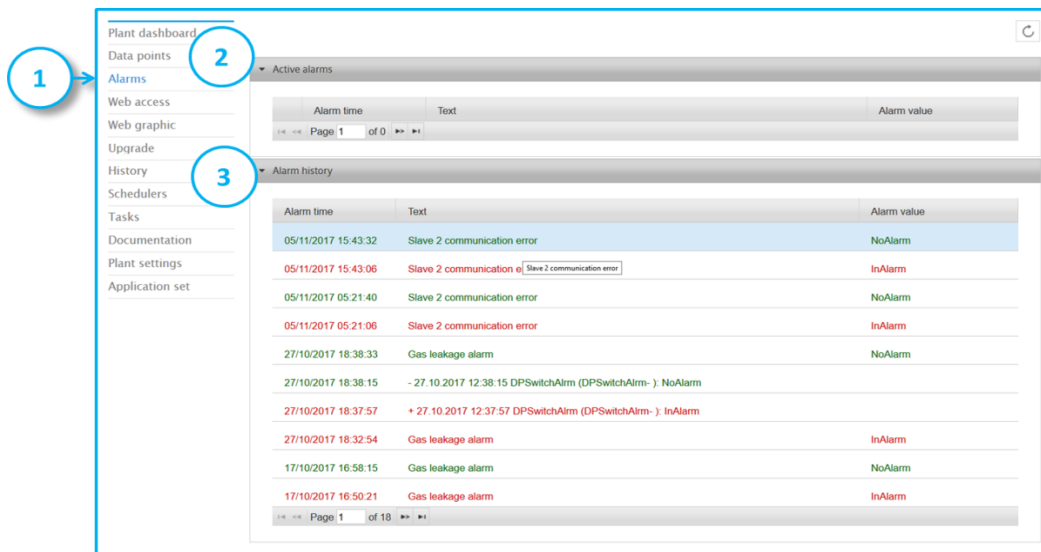 1
2
3
Plant dashboard
Data points
Alarms
Web access
Web graphic
Upgrade
History
Schedulers
Tasks
Documentation
Plant settings
Application set
Active alarms
Alarm time Text Alarm value
Page 1 of 0
Alarm history
Alarm time Text Alarm value
05/11/2017 15:43:32 Slave 2 communication error NoAlarm
05/11/2017 15:43:06 Slave 2 communication e Slave 2 communication error InAlarm
05/11/2017 05:21:40 Slave 2 communication error NoAlarm
05/11/2017 05:21:06 Slave 2 communication error InAlarm
27/10/2017 18:38:33 Gas leakage alarm NoAlarm
27/10/2017 18:38:15 - 27.10.2017 12:38:15 DPSwitchAlrm (DPSwitchAlrm- ): NoAlarm
27/10/2017 18:37:57 + 27.10.2017 12:37:57 DPSwitchAlrm (DPSwitchAlrm- ): InAlarm
27/10/2017 18:32:54 Gas leakage alarm InAlarm
17/10/2017 16:58:15 Gas leakage alarm NoAlarm
17/10/2017 16:50:21 Gas leakage alarm InAlarm
Page 1 of 18